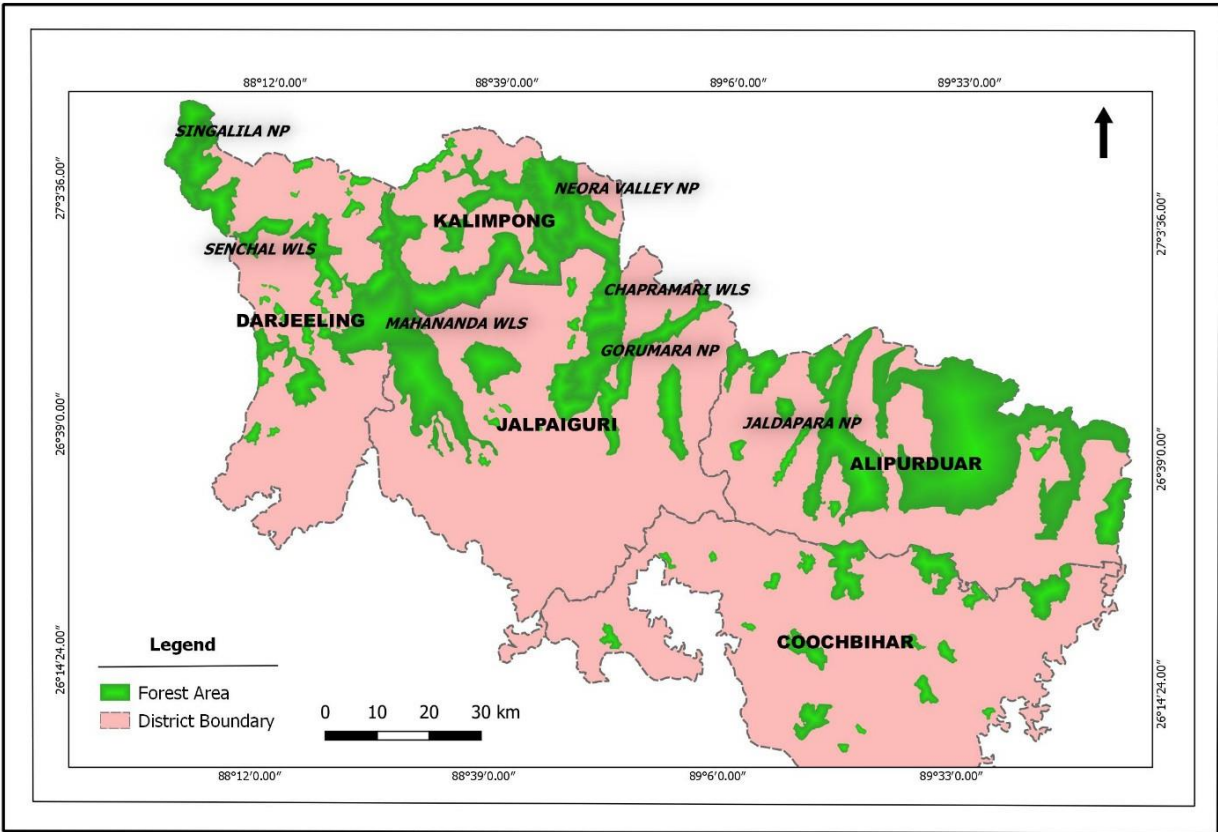 88°12'0.00" 88°39'0.00" 89°6'0.00" 89°33'0.00"
27°3'36.00" 27°3'36.00"
SINGALILA NP
NEORA VALLEY NP
KALIMPONG
SENCHAL WLS
CHAPRAMARI WLS
DARJEELING
MAHANANDA WLS
GORUMARA NP
26°39'0.00" 26°39'0.00"
JALPAIGURI
JALDAPARA NP
ALIPURDUAR
COOCHBIHAR
26°14'24.00" 26°14'24.00"
Legend
Forest Area
District Boundary
0 10 20 30 km
88°12'0.00" 88°39'0.00" 89°6'0.00" 89°33'0.00"